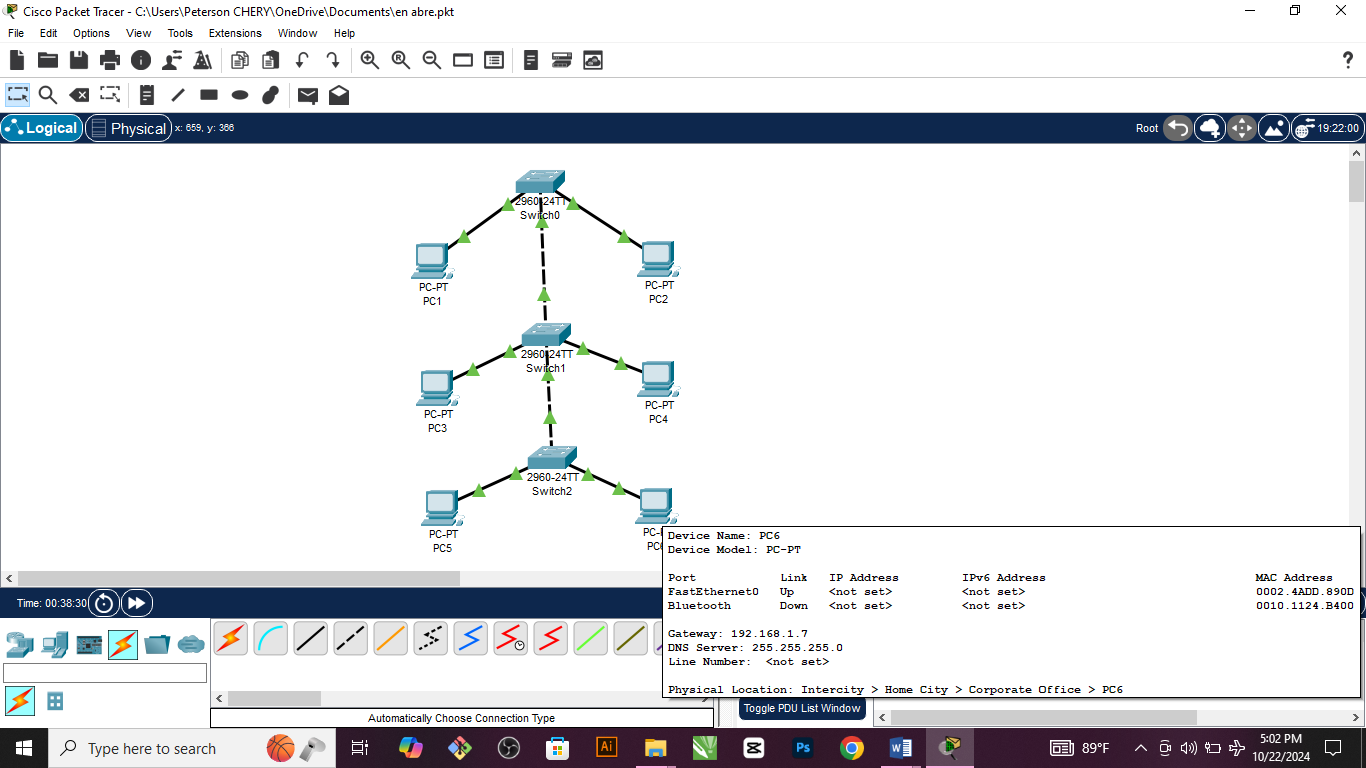 Cisco Packet Tracer - C:\Users\Peterson CHERY\OneDrive\Documents\en abre.pkt
File Edit Options View Tools Extensions Window Help
Logical Physical x: 659, y: 366 Root 19:22:00
2960-24TT
Switch0
PC-PT
PC1
PC-PT
PC2
2960-24TT
Switch1
PC-PT
PC3
PC-PT
PC4
2960-24TT
Switch2
PC-PT
PC5
Device Name: PC6
Device Model: PC-PT
Port Link IP Address IPv6 Address MAC Address
FastEthernet0 Up <not set> <not set> 0002.4ADD.890D
Bluetooth Down <not set> <not set> 0010.1124.B400
Gateway: 192.168.1.7
DNS Server: 255.255.255.0
Line Number: <not set>
Physical Location: Intercity > Home City > Corporate Office > PC6
Time: 00:38:30
Toggle PDU List Window
Automatically Choose Connection Type
Type here to search
89°F
5:02 PM
10/22/2024